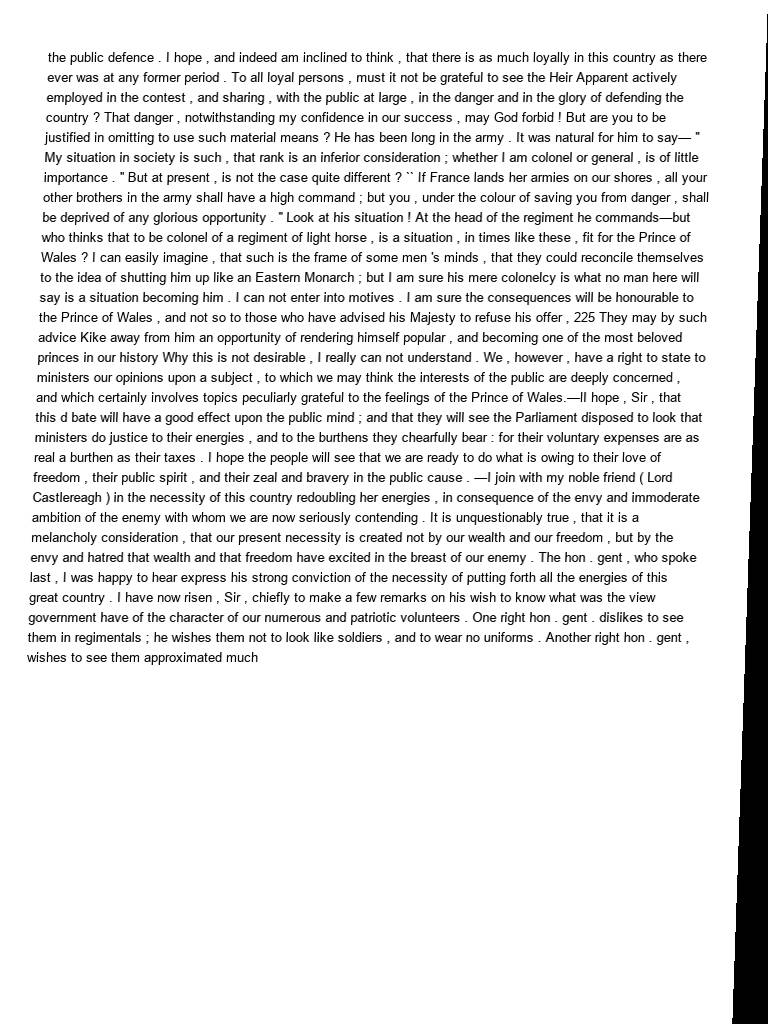 the public defence . I hope , and indeed am inclined to think , that there is as much loyally in this country as there
ever was at any former period . To all loyal persons , must it not be grateful to see the Heir Apparent actively
employed in the contest , and sharing , with the public at large , in the danger and in the glory of defending the
country ? That danger , notwithstanding my confidence in our success , may God forbid ! But are you to be
justified in omitting to use such material means ? He has been long in the army . It was natural for him to say— "
My situation in society is such , that rank is an inferior consideration ; whether I am colonel or general , is of little
importance . " But at present , is not the case quite different ? `` If France lands her armies on our shores , all your
other brothers in the army shall have a high command ; but you , under the colour of saving you from danger , shall
be deprived of any glorious opportunity . " Look at his situation ! At the head of the regiment he commands—but
who thinks that to be colonel of a regiment of light horse , is a situation , in times like these , fit for the Prince of
Wales ? I can easily imagine , that such is the frame of some men 's minds , that they could reconcile themselves
to the idea of shutting him up like an Eastern Monarch ; but I am sure his mere colonelcy is what no man here will
say is a situation becoming him . I can not enter into motives . I am sure the consequences will be honourable to
the Prince of Wales , and not so to those who have advised his Majesty to refuse his offer , 225 They may by such
advice Kike away from him an opportunity of rendering himself popular , and becoming one of the most beloved
princes in our history Why this is not desirable , I really can not understand . We , however , have a right to state to
ministers our opinions upon a subject , to which we may think the interests of the public are deeply concerned ,
and which certainly involves topics peculiarly grateful to the feelings of the Prince of Wales.—II hope , Sir , that
this d bate will have a good effect upon the public mind ; and that they will see the Parliament disposed to look that
ministers do justice to their energies , and to the burthens they chearfully bear : for their voluntary expenses are as
real a burthen as their taxes . I hope the people will see that we are ready to do what is owing to their love of
freedom , their public spirit , and their zeal and bravery in the public cause . —I join with my noble friend ( Lord
Castlereagh ) in the necessity of this country redoubling her energies , in consequence of the envy and immoderate
ambition of the enemy with whom we are now seriously contending . It is unquestionably true , that it is a
melancholy consideration , that our present necessity is created not by our wealth and our freedom , but by the
envy and hatred that wealth and that freedom have excited in the breast of our enemy . The hon . gent , who spoke
last , I was happy to hear express his strong conviction of the necessity of putting forth all the energies of this
great country . I have now risen , Sir , chiefly to make a few remarks on his wish to know what was the view
government have of the character of our numerous and patriotic volunteers . One right hon . gent . dislikes to see
them in regimentals ; he wishes them not to look like soldiers , and to wear no uniforms . Another right hon . gent ,
wishes to see them approximated much